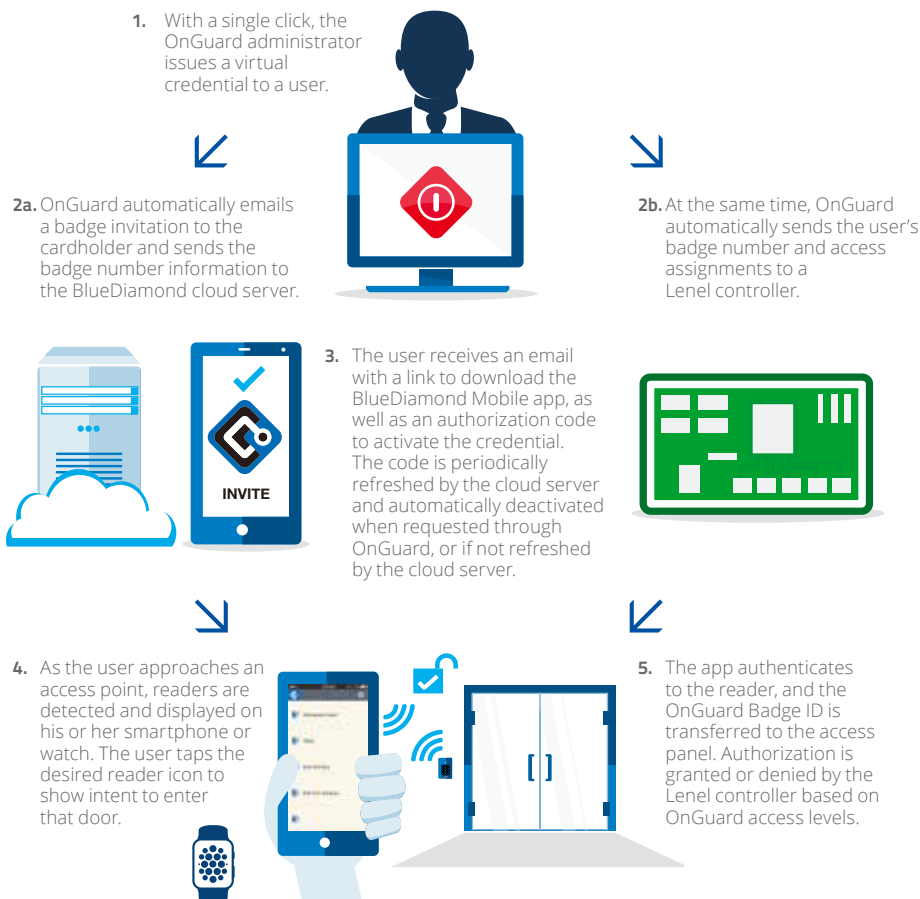 1. With a single click, the
OnGuard administrator
issues a virtual
credential to a user.
2a. OnGuard automatically emails
a badge invitation to the
cardholder and sends the
badge number information to
the BlueDiamond cloud server.
2b. At the same time, OnGuard
automatically sends the user’s
badge number and access
assignments to a
Lenel controller.
INVITE
3. The user receives an email
with a link to download the
BlueDiamond Mobile app, as
well as an authorization code
to activate the credential.
The code is periodically
refreshed by the cloud server
and automatically deactivated
when requested through
OnGuard, or if not refreshed
by the cloud server.
4. As the user approaches an
access point, readers are
detected and displayed on
his or her smartphone or
watch. The user taps the
desired reader icon to
show intent to enter
that door.
5. The app authenticates
to the reader, and the
OnGuard Badge ID is
transferred to the access
panel. Authorization is
granted or denied by the
Lenel controller based on
OnGuard access levels.